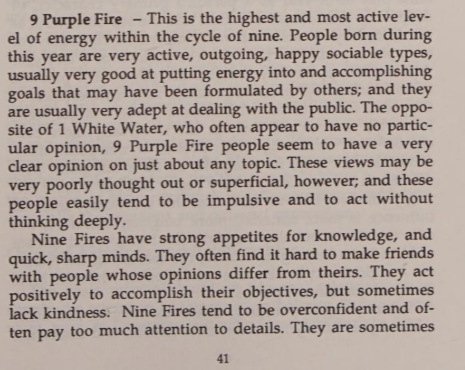 9 Purple Fire – This is the highest and most active lev-
el of energy within the cycle of nine. People born during
this year are very active, outgoing, happy sociable types,
usually very good at putting energy into and accomplishing
goals that may have been formulated by others; and they
are usually very adept at dealing with the public. The oppo-
site of 1 White Water, who often appear to have no partic-
ular opinion, 9 Purple Fire people seem to have a very
clear opinion on just about any topic. These views may be
very poorly thought out or superficial, however; and these
people easily tend to be impulsive and to act without
thinking deeply.
Nine Fires have strong appetites for knowledge, and
quick, sharp minds. They often find it hard to make friends
with people whose opinions differ from theirs. They act
positively to accomplish their objectives, but sometimes
lack kindness. Nine Fires tend to be overconfident and of-
ten pay too much attention to details. They are sometimes
41